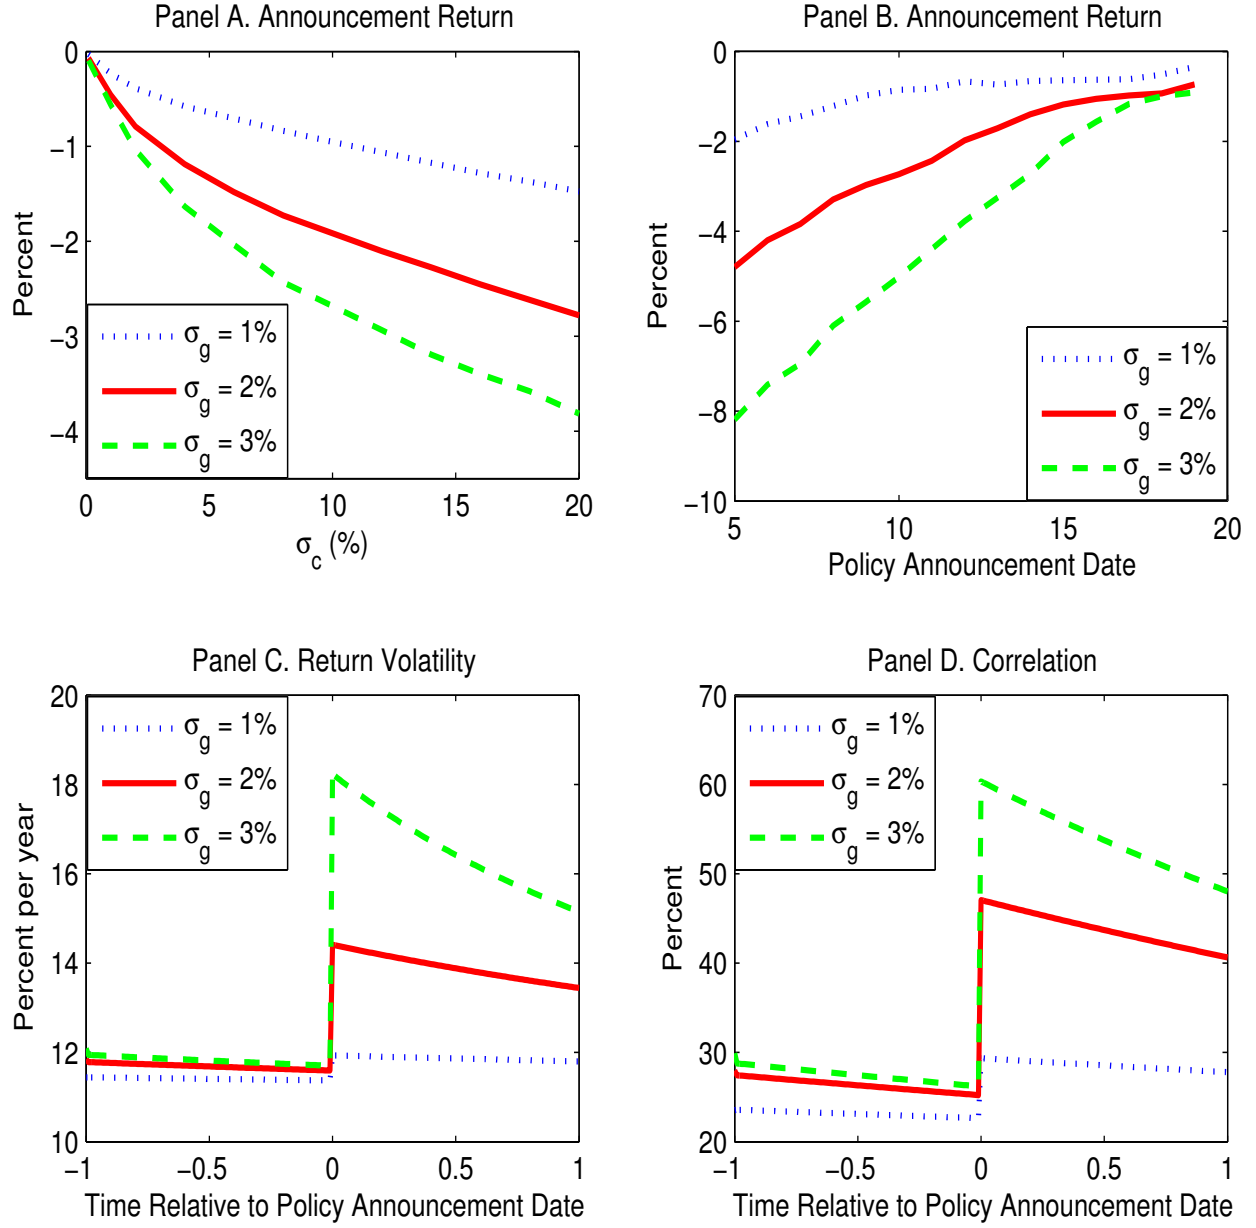 Panel A. Announcement Return
0
−1
−2
−3
−4
Percent
σg = 1%
σg = 2%
σg = 3%
0 5 10 15 20
σc (%)
Panel B. Announcement Return
0
−2
−4
−6
−8
−10
Percent
σg = 1%
σg = 2%
σg = 3%
5 10 15 20
Policy Announcement Date
Panel C. Return Volatility
20
18
16
14
12
10
Percent per year
σg = 1%
σg = 2%
σg = 3%
−1 −0.5 0 0.5 1
Time Relative to Policy Announcement Date
Panel D. Correlation
70
60
50
40
30
20
Percent
σg = 1%
σg = 2%
σg = 3%
−1 −0.5 0 0.5 1
Time Relative to Policy Announcement Date